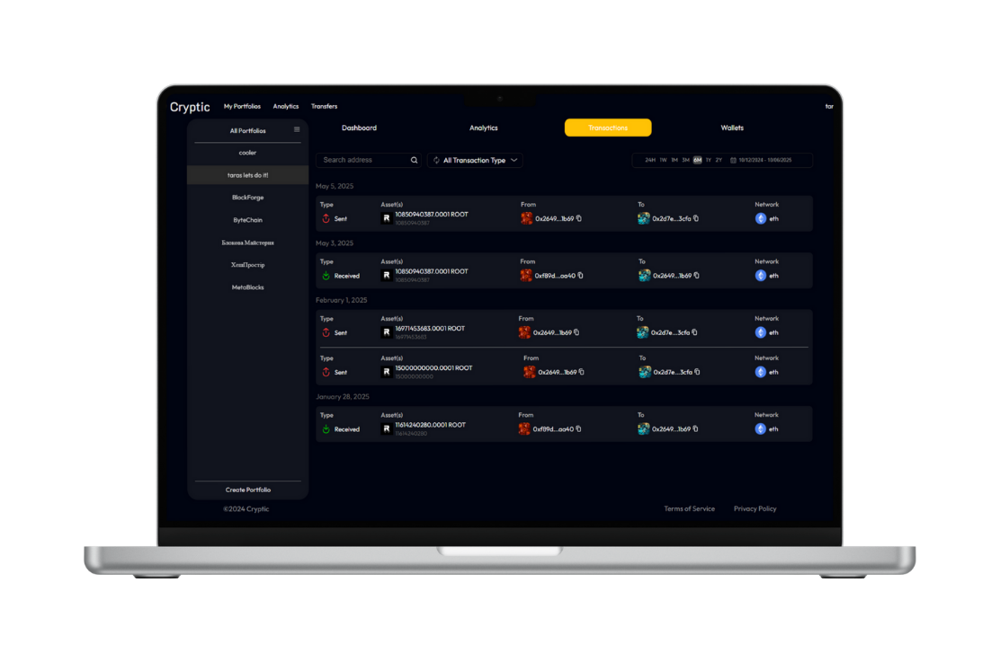 Cryptic My Portfolios Analytics Transfers tar
All Portfolios
cooler
taras lets do it!
BlockForge
ByteChain
Блокова Майстерня
ХешПростір
MetaBlocks
Create Portfolio
©2024 Cryptic
Dashboard Analytics Transactions Wallets
Search address All Transaction Type 24H 1W 1M 3M 6M 1Y 2Y 10/12/2024 - 10/06/2025
May 5, 2025
Type Asset(s) From To Network
Sent 10850940387.0001 ROOT 0x2649...1b69 0x2d7e...3cfa eth
10850940387
May 3, 2025
Type Asset(s) From To Network
Received 10850940387.0001 ROOT 0xf89d...aa40 0x2649...1b69 eth
10850940387
February 1, 2025
Type Asset(s) From To Network
Sent 16971453683.0001 ROOT 0x2649...1b69 0x2d7e...3cfa eth
16971453683
Type Asset(s) From To Network
Sent 15000000000.0001 ROOT 0x2649...1b69 0x2d7e...3cfa eth
15000000000
January 28, 2025
Type Asset(s) From To Network
Received 11614240280.0001 ROOT 0xf89d...aa40 0x2649...1b69 eth
11614240280
Terms of Service Privacy Policy